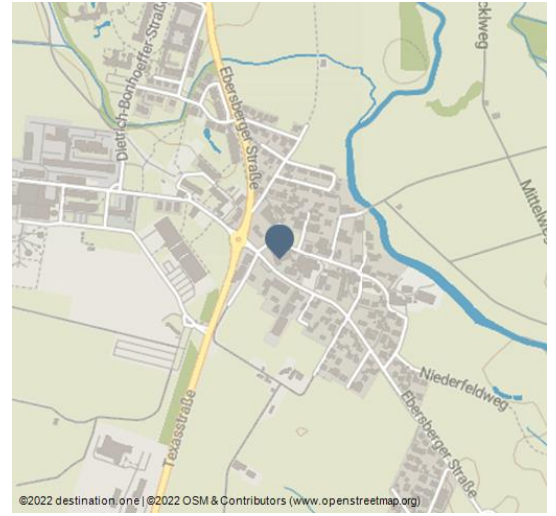 cklweg
Dietrich-Bonhoeffer-Straße
Ebersberger Straße
Mittelweg
Niederfeldweg
Ebersberger Straße
Texasstraße
©2022 destination.one | ©2022 OSM & Contributors (www.openstreetmap.org)